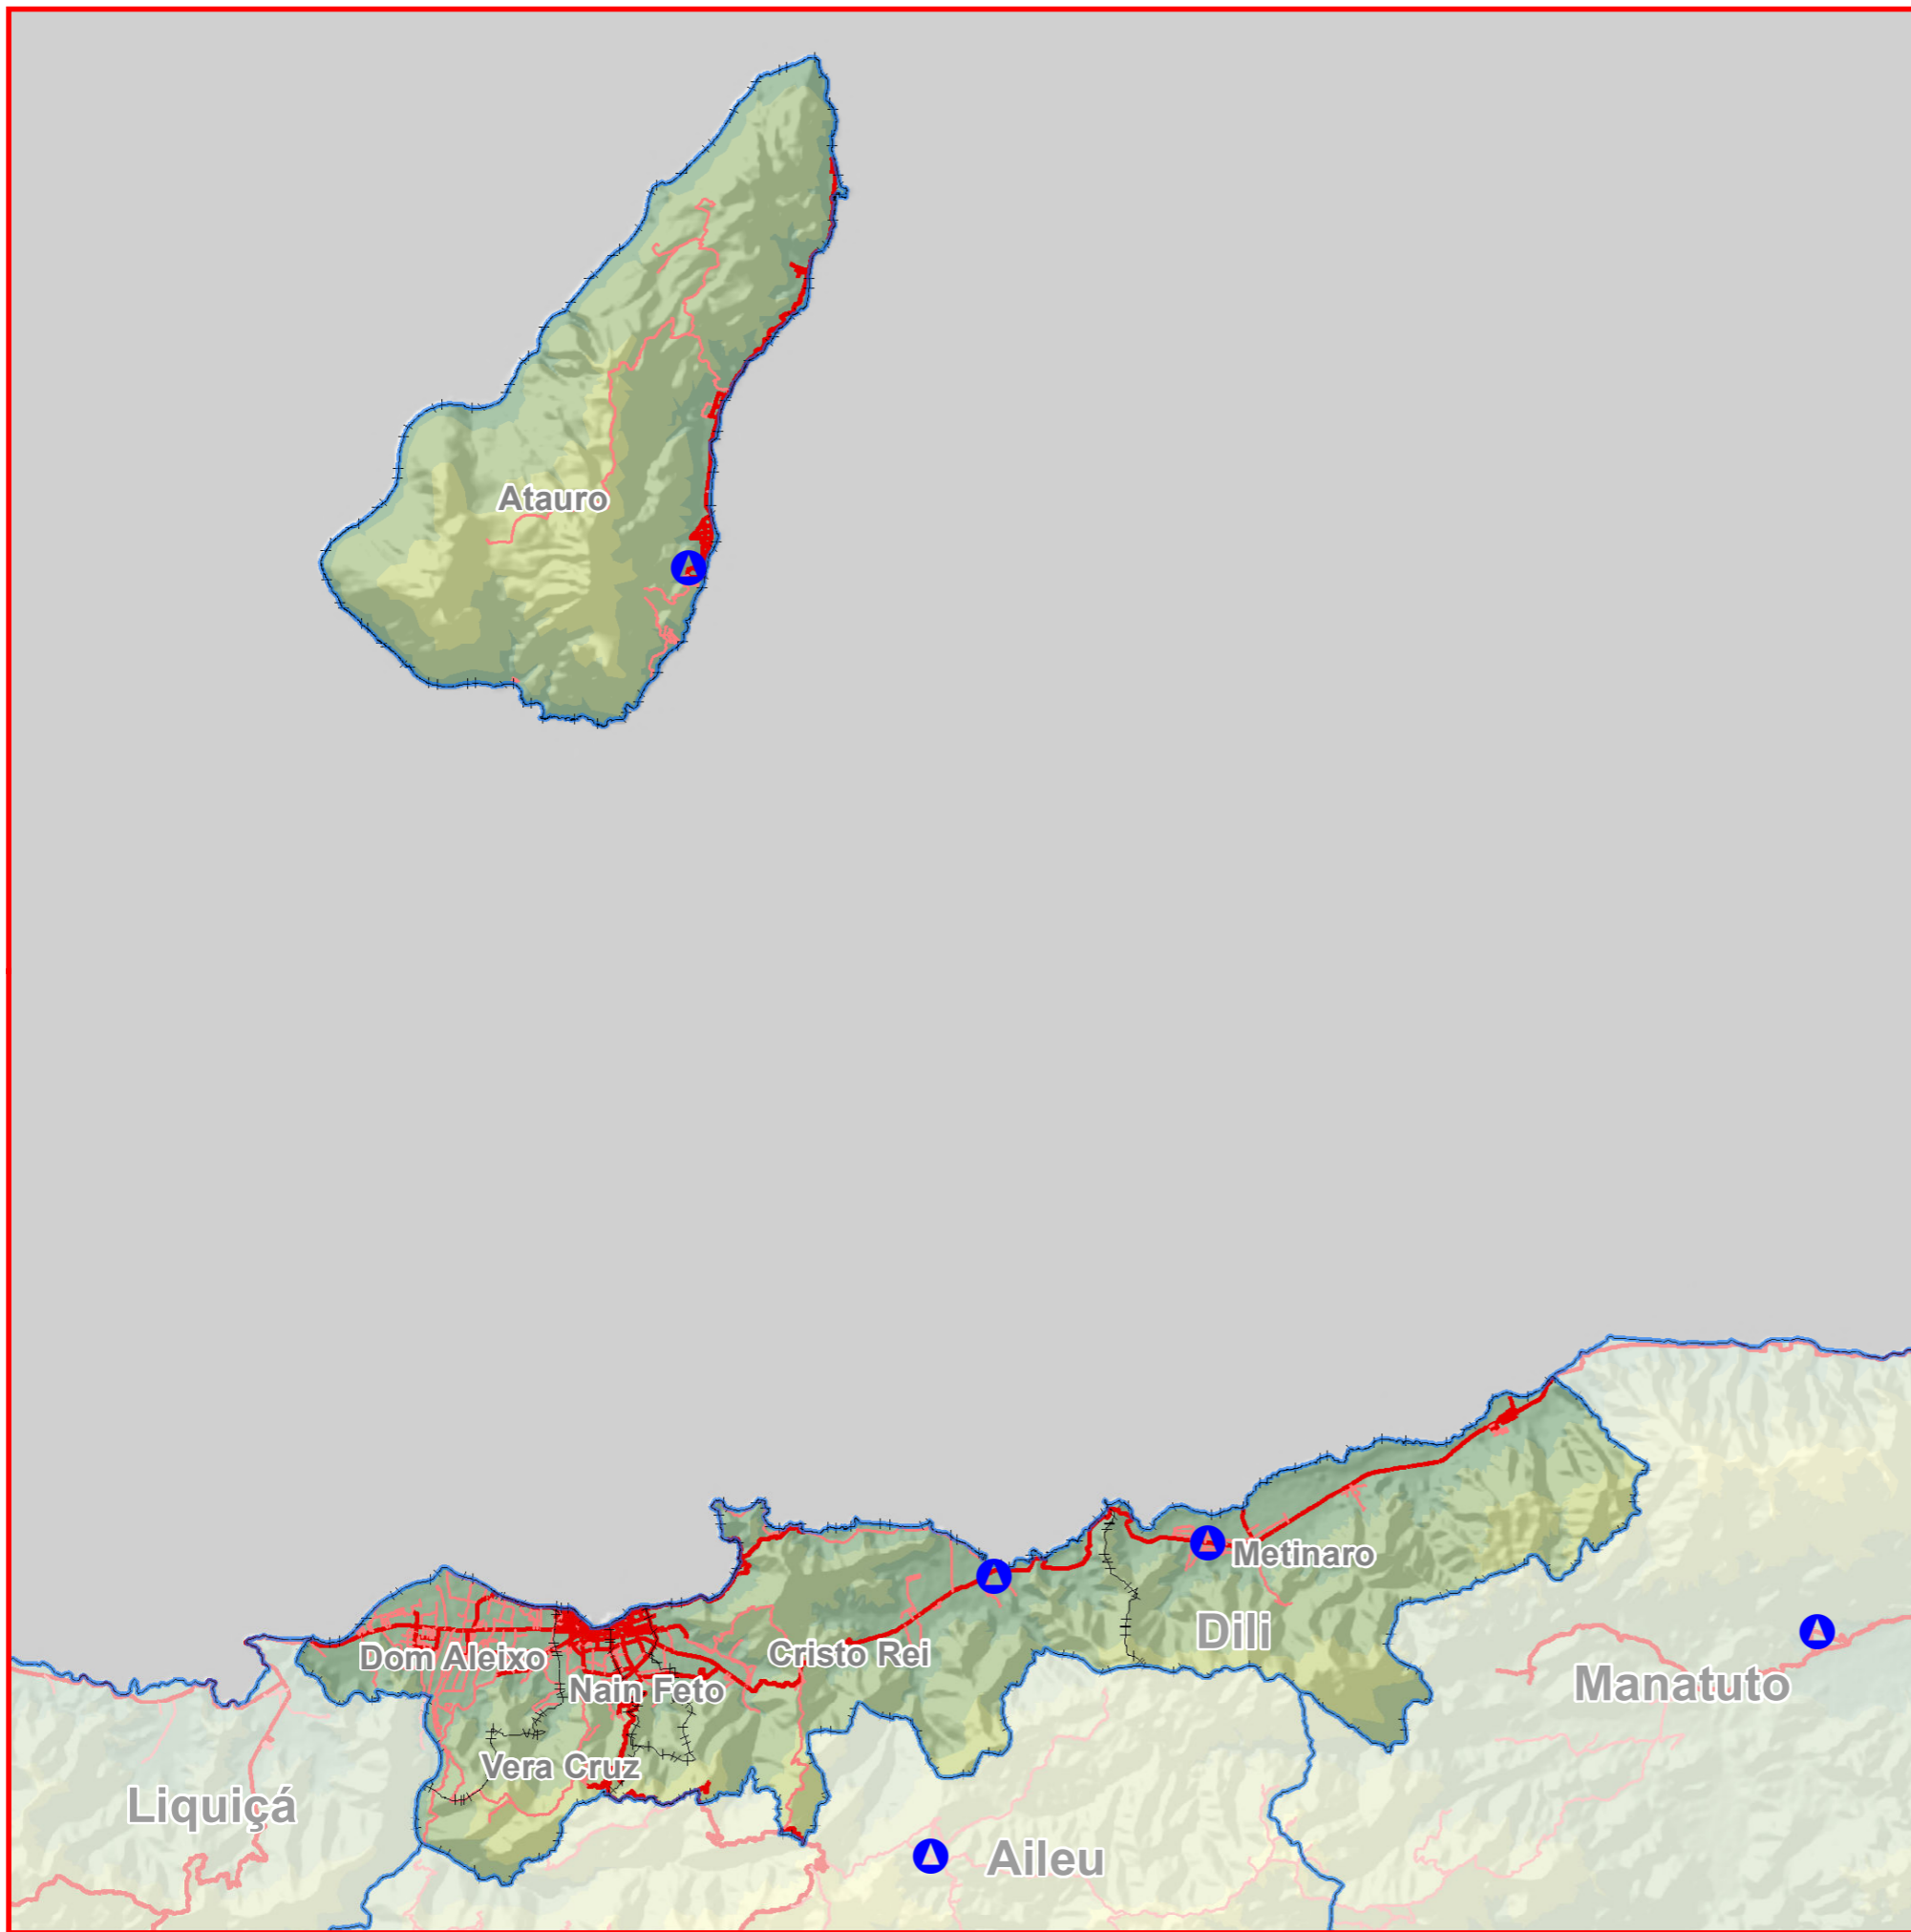 Atauro
Metinaro
Dili
Cristo Rei
Dom Aleixo
Nain Feto
Manatuto
Vera Cruz
Liquiçá
Aileu